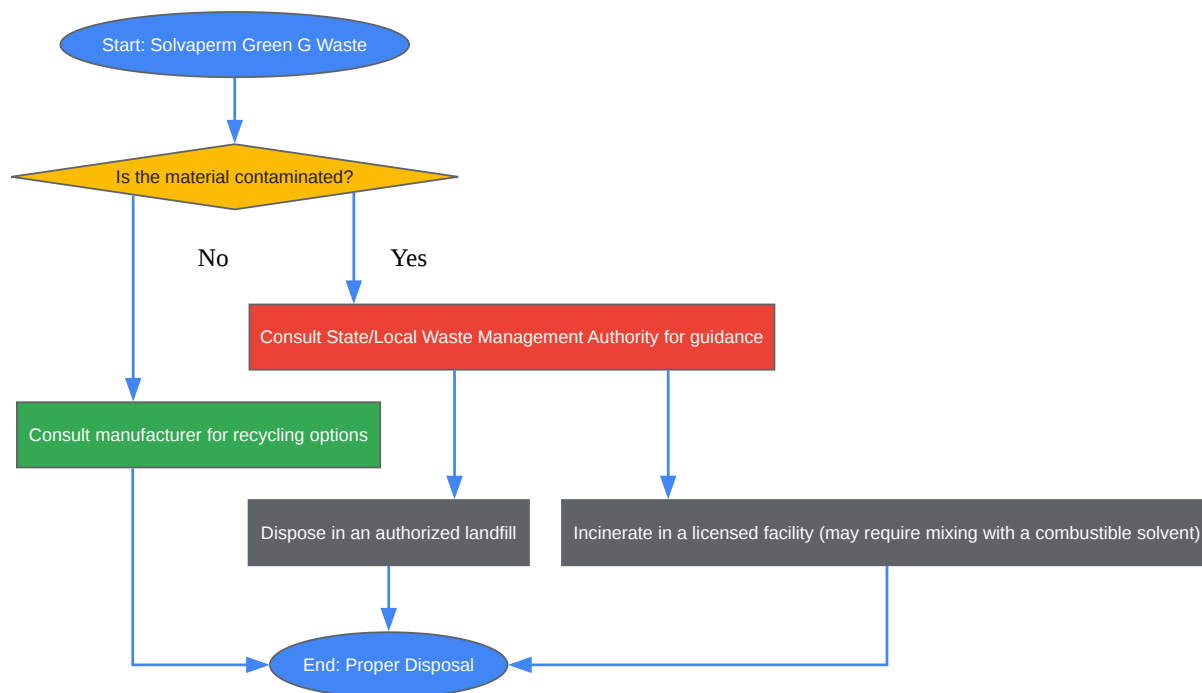 Start: Solvaperm Green G Waste
Is the material contaminated?
No
Yes
Consult State/Local Waste Management Authority for guidance
Consult manufacturer for recycling options
Dispose in an authorized landfill
Incinerate in a licensed facility (may require mixing with a combustible solvent)
End: Proper Disposal